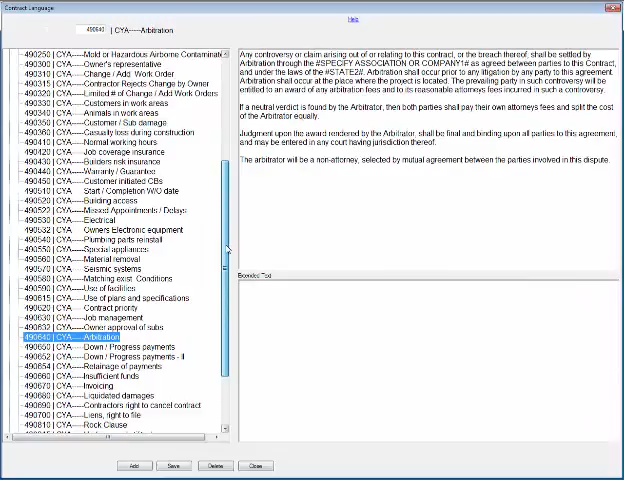 Contract Language
Help
490640 | CYA-----Arbitration
490250 | CYA-----Mold or Hazardous Airborne Contaminat
490300 | CYA-----Owner's representative
490310 | CYA-----Change / Add Work Order
490315 | CYA-----Contractor Rejects Change by Owner
490320 | CYA-----Limited # Change / Add Work Orders
490330 | CYA-----Customers in work areas
490340 | CYA-----Animals in work areas
490350 | CYA-----Customer / Sub damage
490360 | CYA-----Casualty loss during construction
490410 | CYA-----Normal working hours
490420 | CYA-----Job coverage insurance
490430 | CYA-----Builders risk insurance
490440 | CYA-----Warranty / Guarantee
490450 | CYA-----Customer initiated CBs
490510 | CYA-----Start / Completion W/O date
490520 | CYA-----Building access
490522 | CYA-----Missed Appointments / Delays
490530 | CYA-----Electrical
490532 | CYA-----Owners Electronic equipment
490540 | CYA-----Plumbing parts reinstall
490550 | CYA-----Special appliances
490560 | CYA-----Material removal
490570 | CYA-----Seismic systems
490580 | CYA-----Matching exist. Conditions
490590 | CYA-----Use of facilities
490615 | CYA-----Use of plans and specifications
490620 | CYA-----Contract priority
490630 | CYA-----Job management
490632 | CYA-----Owner approval of subs
490640 | CYA-----Arbitration
490650 | CYA-----Down / Progress payments
490652 | CYA-----Down / Progress payments - II
490654 | CYA-----Retainage of payments
490660 | CYA-----Insufficient funds
490670 | CYA-----Invoicing
490680 | CYA-----Liquidated damages
490690 | CYA-----Contractors right to cancel contract
490700 | CYA-----Liens, right to file
490810 | CYA-----Rock Clause
Any controversy or claim arising out of or relating to this contract, or the breach thereof, shall be settled by
Arbitration through the #SPECIFY ASSOCIATION OR COMPANY1# as agreed between parties to this Contract,
and under the laws of the #STATE2#. Arbitration shall occur prior to any litigation by any party to this agreement.
Arbitration shall occur at the place where the project is located. The prevailing party in such controversy will be
entitled to an award of any arbitration fees and to its reasonable attorneys fees incurred in such a controversy.
If a neutral verdict is found by the Arbitrator, then both parties shall pay their own attorneys fees and split the cost
of the Arbitrator equally.
Judgment upon the award rendered by the Arbitrator, shall be final and binding upon all parties to this agreement,
and may be entered in any court having jurisdiction thereof.
The arbitrator will be a non-attorney, selected by mutual agreement between the parties involved in this dispute.
Extended Text
Add
Save
Delete
Close